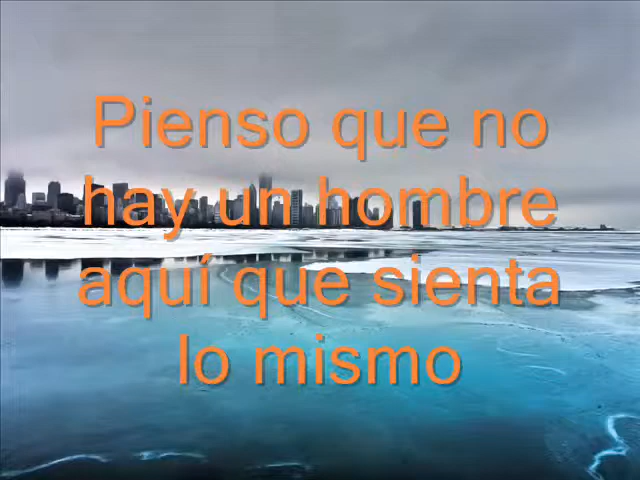 Pienso que no
hay un hombre
aquí que sienta
lo mismo